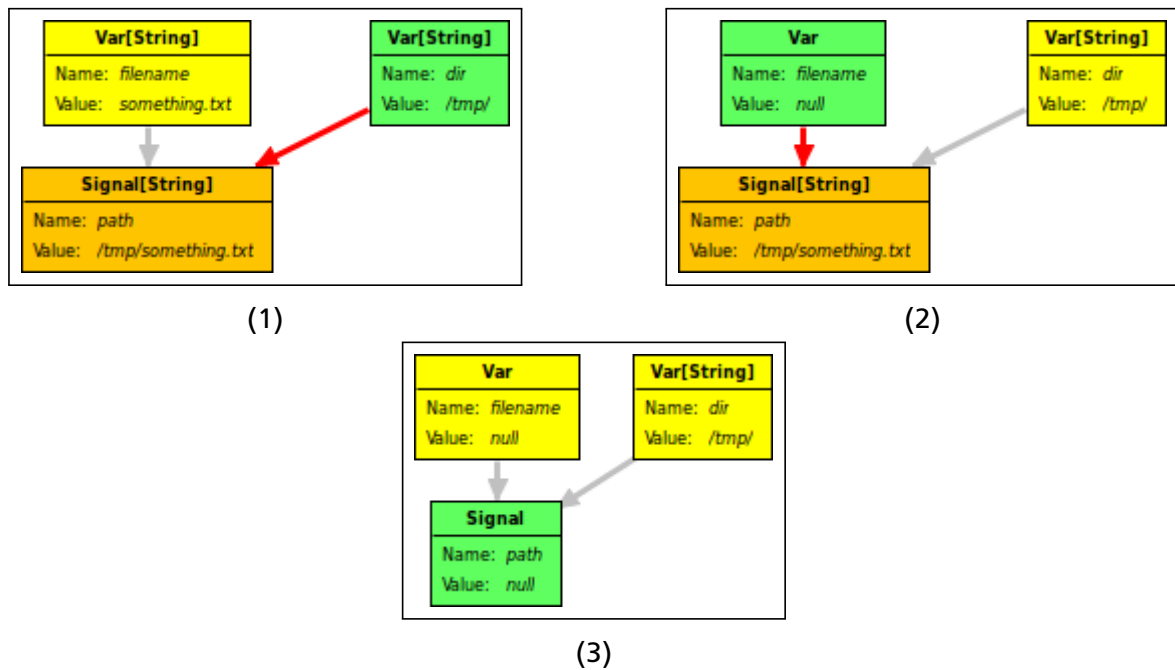 Var[String]
Name: filename
Value: something.txt
Var[String]
Name: dir
Value: /tmp/
Signal[String]
Name: path
Value: /tmp/something.txt
(1)
Var
Name: filename
Value: null
Var[String]
Name: dir
Value: /tmp/
Signal[String]
Name: path
Value: /tmp/something.txt
(2)
Var
Name: filename
Value: null
Var[String]
Name: dir
Value: /tmp/
Signal
Name: path
Value: null
(3)